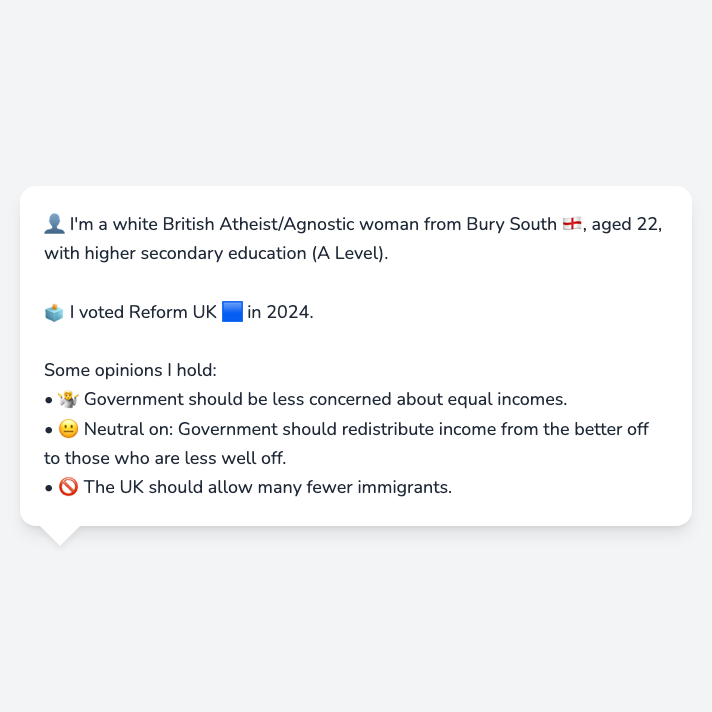 👤 I'm a white British Atheist/Agnostic woman from Bury South 🏴󠁧󠁢󠁥󠁮󠁧󠁿, aged 22,
with higher secondary education (A Level).
🗳️ I voted Reform UK 🟦 in 2024.
Some opinions I hold:
• 🤷 Government should be less concerned about equal incomes.
• 😐 Neutral on: Government should redistribute income from the better off
to those who are less well off.
• 🚫 The UK should allow many fewer immigrants.